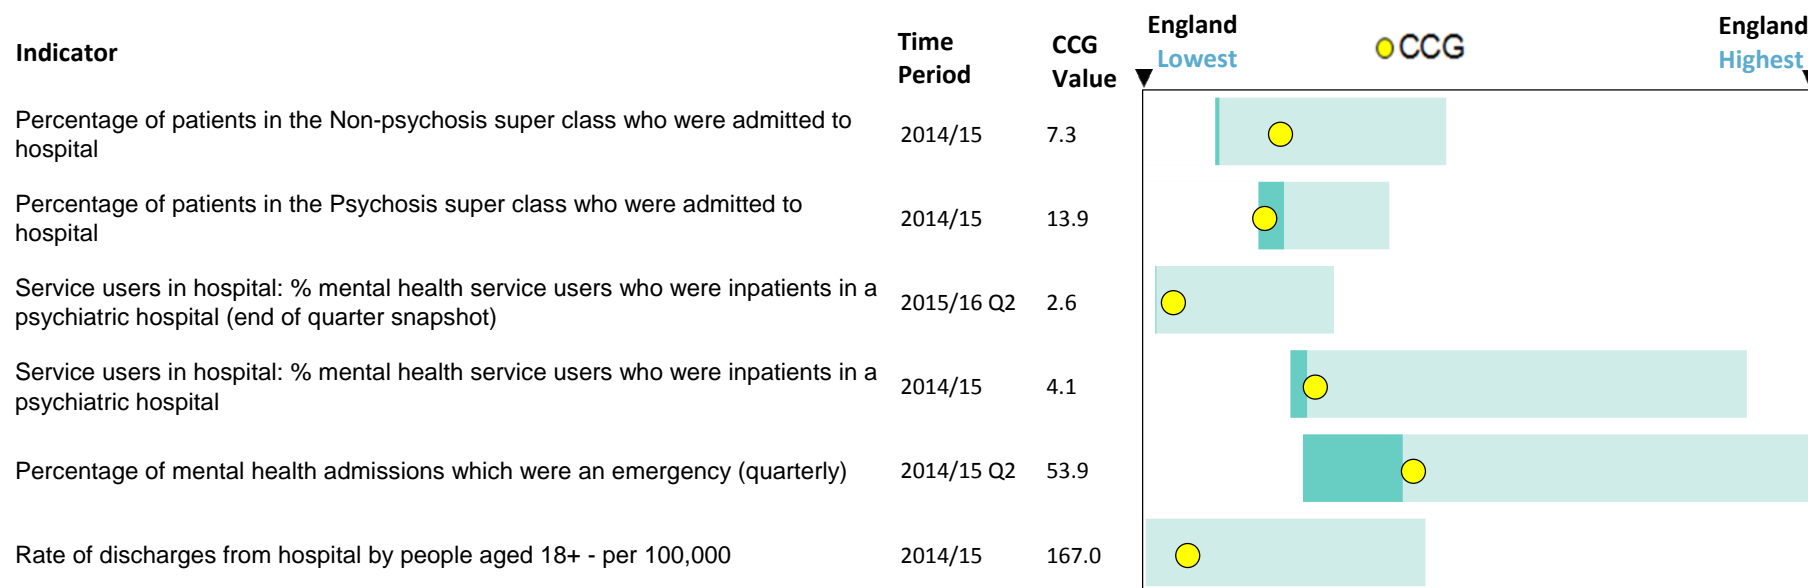 Indicator
Time Period
CCG Value
England Lowest
CCG
England Highest
Percentage of patients in the Non-psychosis super class who were admitted to
hospital
2014/15
7.3
Percentage of patients in the Psychosis super class who were admitted to
hospital
2014/15
13.9
Service users in hospital: % mental health service users who were inpatients in a
psychiatric hospital (end of quarter snapshot)
2015/16 Q2
2.6
Service users in hospital: % mental health service users who were inpatients in a
psychiatric hospital
2014/15
4.1
Percentage of mental health admissions which were an emergency (quarterly)
2014/15 Q2
53.9
Rate of discharges from hospital by people aged 18+ - per 100,000
2014/15
167.0